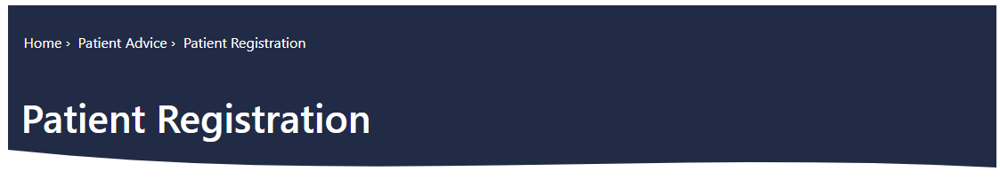 Home › Patient Advice › Patient Registration
Patient Registration